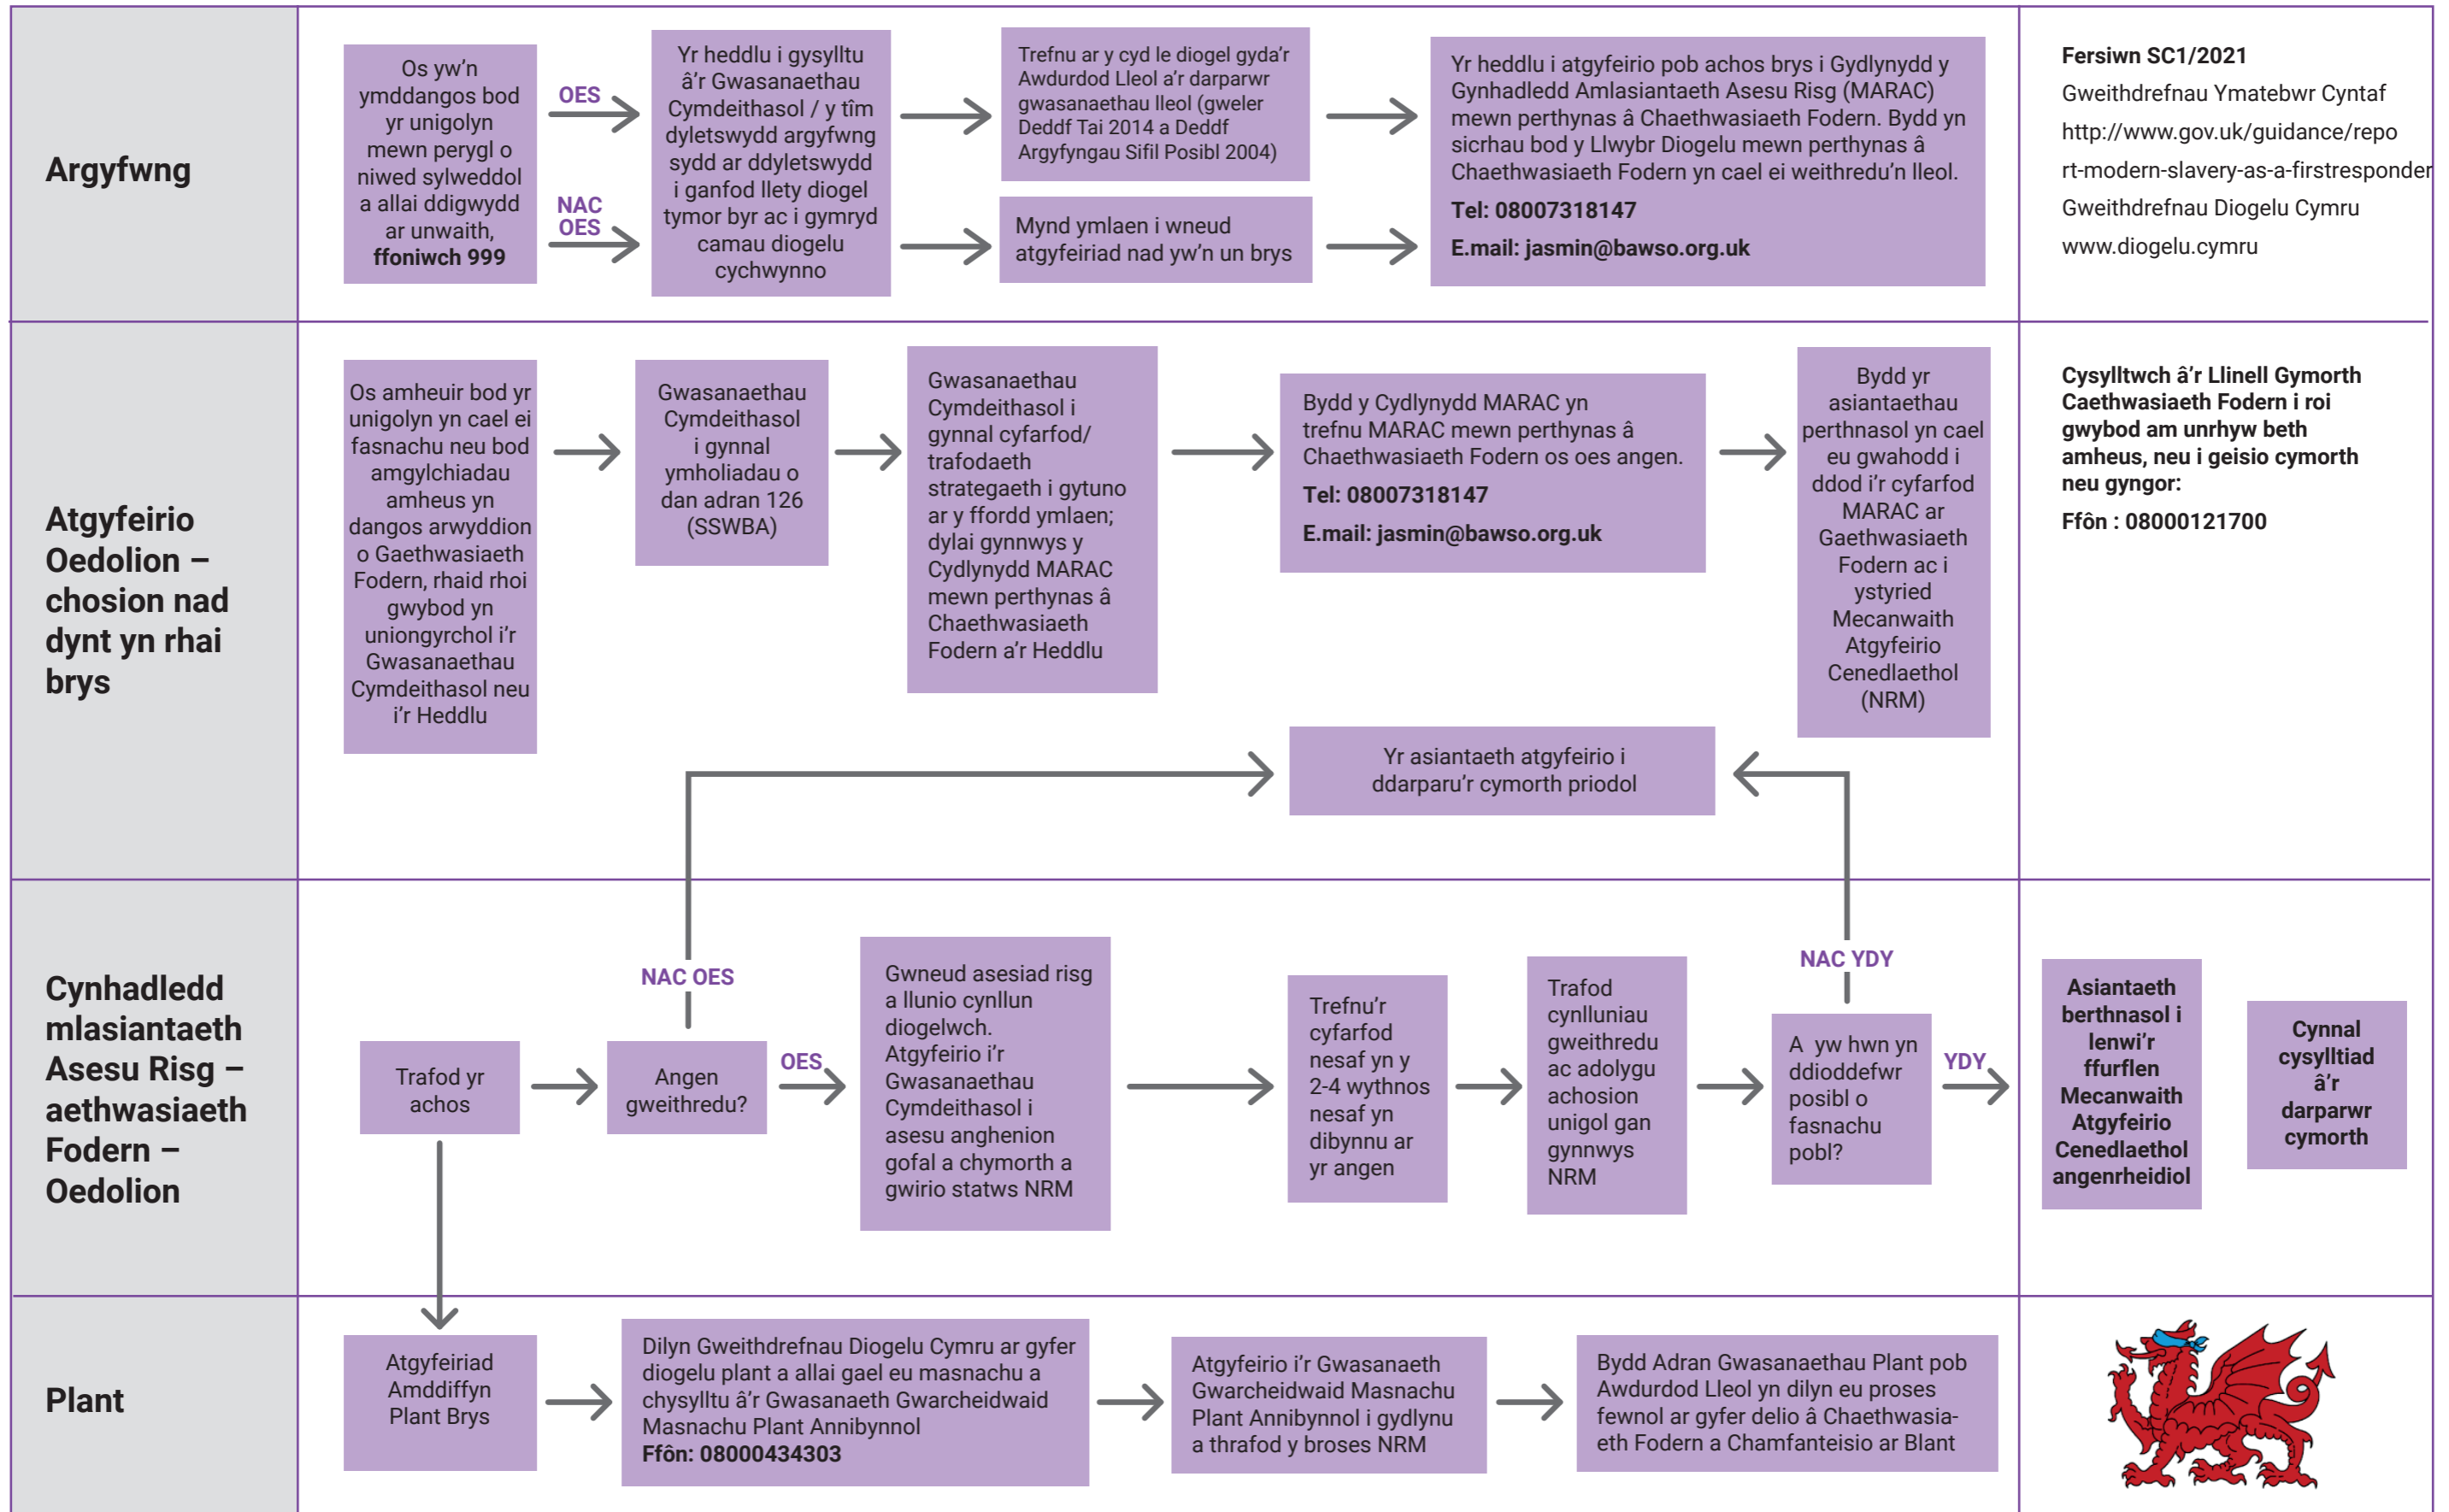 Argyfwng
Os yw’n
ymddangos bod
yr unigolyn
mewn perygl o
niwed sylweddol
a allai ddigwydd
ar unwaith,
ffoniwch 999
OES
NAC
OES
Yr heddlu i gysylltu
â’r Gwasanaethau
Cymdeithasol / y tîm
dyletswydd argyfwng
sydd ar ddyletswydd
i ganfod llety diogel
tymor byr ac i gymryd
camau diogelu
cychwynno
Trefnu ar y cyd le diogel gyda’r
Awdurdod Lleol a’r darparwr
gwasanaethau lleol (gweler
Deddf Tai 2014 a Deddf
Argyfyngau Sifil Posibl 2004)
Mynd ymlaen i wneud
atgyfeiriad nad yw’n un brys
Yr heddlu i atgyfeirio pob achos brys i Gydlynydd y
Gynhadledd Amlasiantaeth Asesu Risg (MARAC)
mewn perthynas â Chaethwasiaeth Fodern. Bydd yn
sicrhau bod y Llwybr Diogelu mewn perthynas â
Chaethwasiaeth Fodern yn cael ei weithredu’n lleol.
Tel: 08007318147
E.mail: jasmin@bawso.org.uk
Fersiwn SC1/2021
Gweithdrefnau Ymatebwr Cyntaf
http://www.gov.uk/guidance/repo
rt-modern-slavery-as-a-firstresponder
Gweithdrefnau Diogelu Cymru
www.diogelu.cymru
Atgyfeirio
Oedolion –
chosion nad
dynt yn rhai
brys
Os amheuir bod yr
unigolyn yn cael ei
fasnachu neu bod
amgylchiadau
amheus yn
dangos arwyddion
o Gaethwasiaeth
Fodern, rhaid rhoi
gwybod yn
uniongyrchol i’r
Gwasanaethau
Cymdeithasol neu
i’r Heddlu
Gwasanaethau
Cymdeithasol
i gynnal
ymholiadau o
dan adran 126
(SSWBA)
Gwasanaethau
Cymdeithasol i
gynnal cyfarfod/
trafodaeth
strategaeth i gytuno
ar y ffordd ymlaen;
dylai gynnwys y
Cydlynydd MARAC
mewn perthynas â
Chaethwasiaeth
Fodern a’r Heddlu
Bydd y Cydlynydd MARAC yn
trefnu MARAC mewn perthynas â
Chaethwasiaeth Fodern os oes angen.
Tel: 08007318147
E.mail: jasmin@bawso.org.uk
Bydd yr
asiantaethau
perthnasol yn cael
eu gwahodd i
ddod i’r cyfarfod
MARAC ar
Gaethwasiaeth
Fodern ac i
ystyried
Mecanwaith
Atgyfeirio
Cenedlaethol
(NRM)
Cysylltwch â’r Llinell Gymorth
Caethwasiaeth Fodern i roi
gwybod am unrhyw beth
amheus, neu i geisio cymorth
neu gyngor:
Ffôn : 08000121700
Yr asiantaeth atgyfeirio i
ddarparu’r cymorth priodol
Cynhadledd
mlasiantaeth
Asesu Risg –
aethwasiaeth
Fodern –
Oedolion
Trafod yr
achos
NAC OES
Angen
gweithredu?
OES
Gwneud asesiad risg
a llunio cynllun
diogelwch.
Atgyfeirio i’r
Gwasanaethau
Cymdeithasol i
asesu anghenion
gofal a chymorth a
gwirio statws NRM
Trefnu’r
cyfarfod
nesaf yn y
2-4 wythnos
nesaf yn
dibynnu ar
yr angen
Trafod
cynlluniau
gweithredu
ac adolygu
achosion
unigol gan
gynnwys
NRM
NAC YDY
A yw hwn yn
ddioddefwr
posibl o
fasnachu
pobl?
YDY
Asiantaeth
berthnasol i
lenwi’r
ffurflen
Mecanwaith
Atgyfeirio
Cenedlaethol
angenrheidiol
Cynnal
cysylltiad
â’r
darparwr
cymorth
Plant
Atgyfeiriad
Amddiffyn
Plant Brys
Dilyn Gweithdrefnau Diogelu Cymru ar gyfer
diogelu plant a allai gael eu masnachu a
chysylltu â’r Gwasanaeth Gwarcheidwaid
Masnachu Plant Annibynnol
Ffôn: 08000434303
Atgyfeirio i’r Gwasanaeth
Gwarcheidwaid Masnachu
Plant Annibynnol i gydlynu
a thrafod y broses NRM
Bydd Adran Gwasanaethau Plant pob
Awdurdod Lleol yn dilyn eu proses
fewnol ar gyfer delio â Chaethwasia-
eth Fodern a Chamfanteisio ar Blant